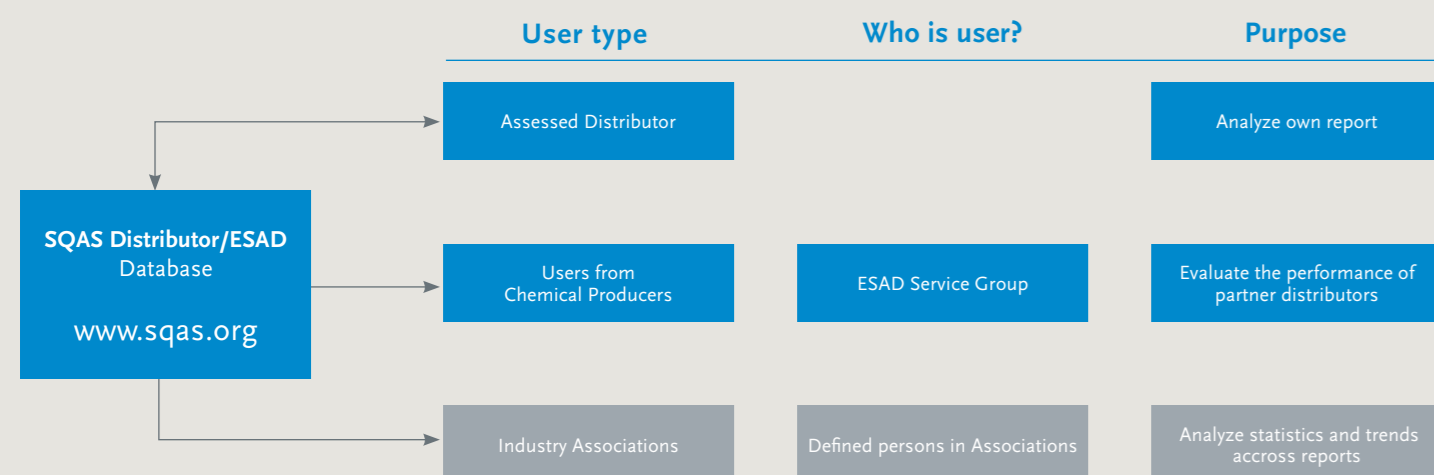 User type
Who is user?
Purpose
Assessed Distributor
Analyze own report
SQAS Distributor/ESAD
Database
www.sqas.org
Users from
Chemical Producers
ESAD Service Group
Evaluate the performance of
partner distributors
Industry Associations
Defined persons in Associations
Analyze statistics and trends
accross reports